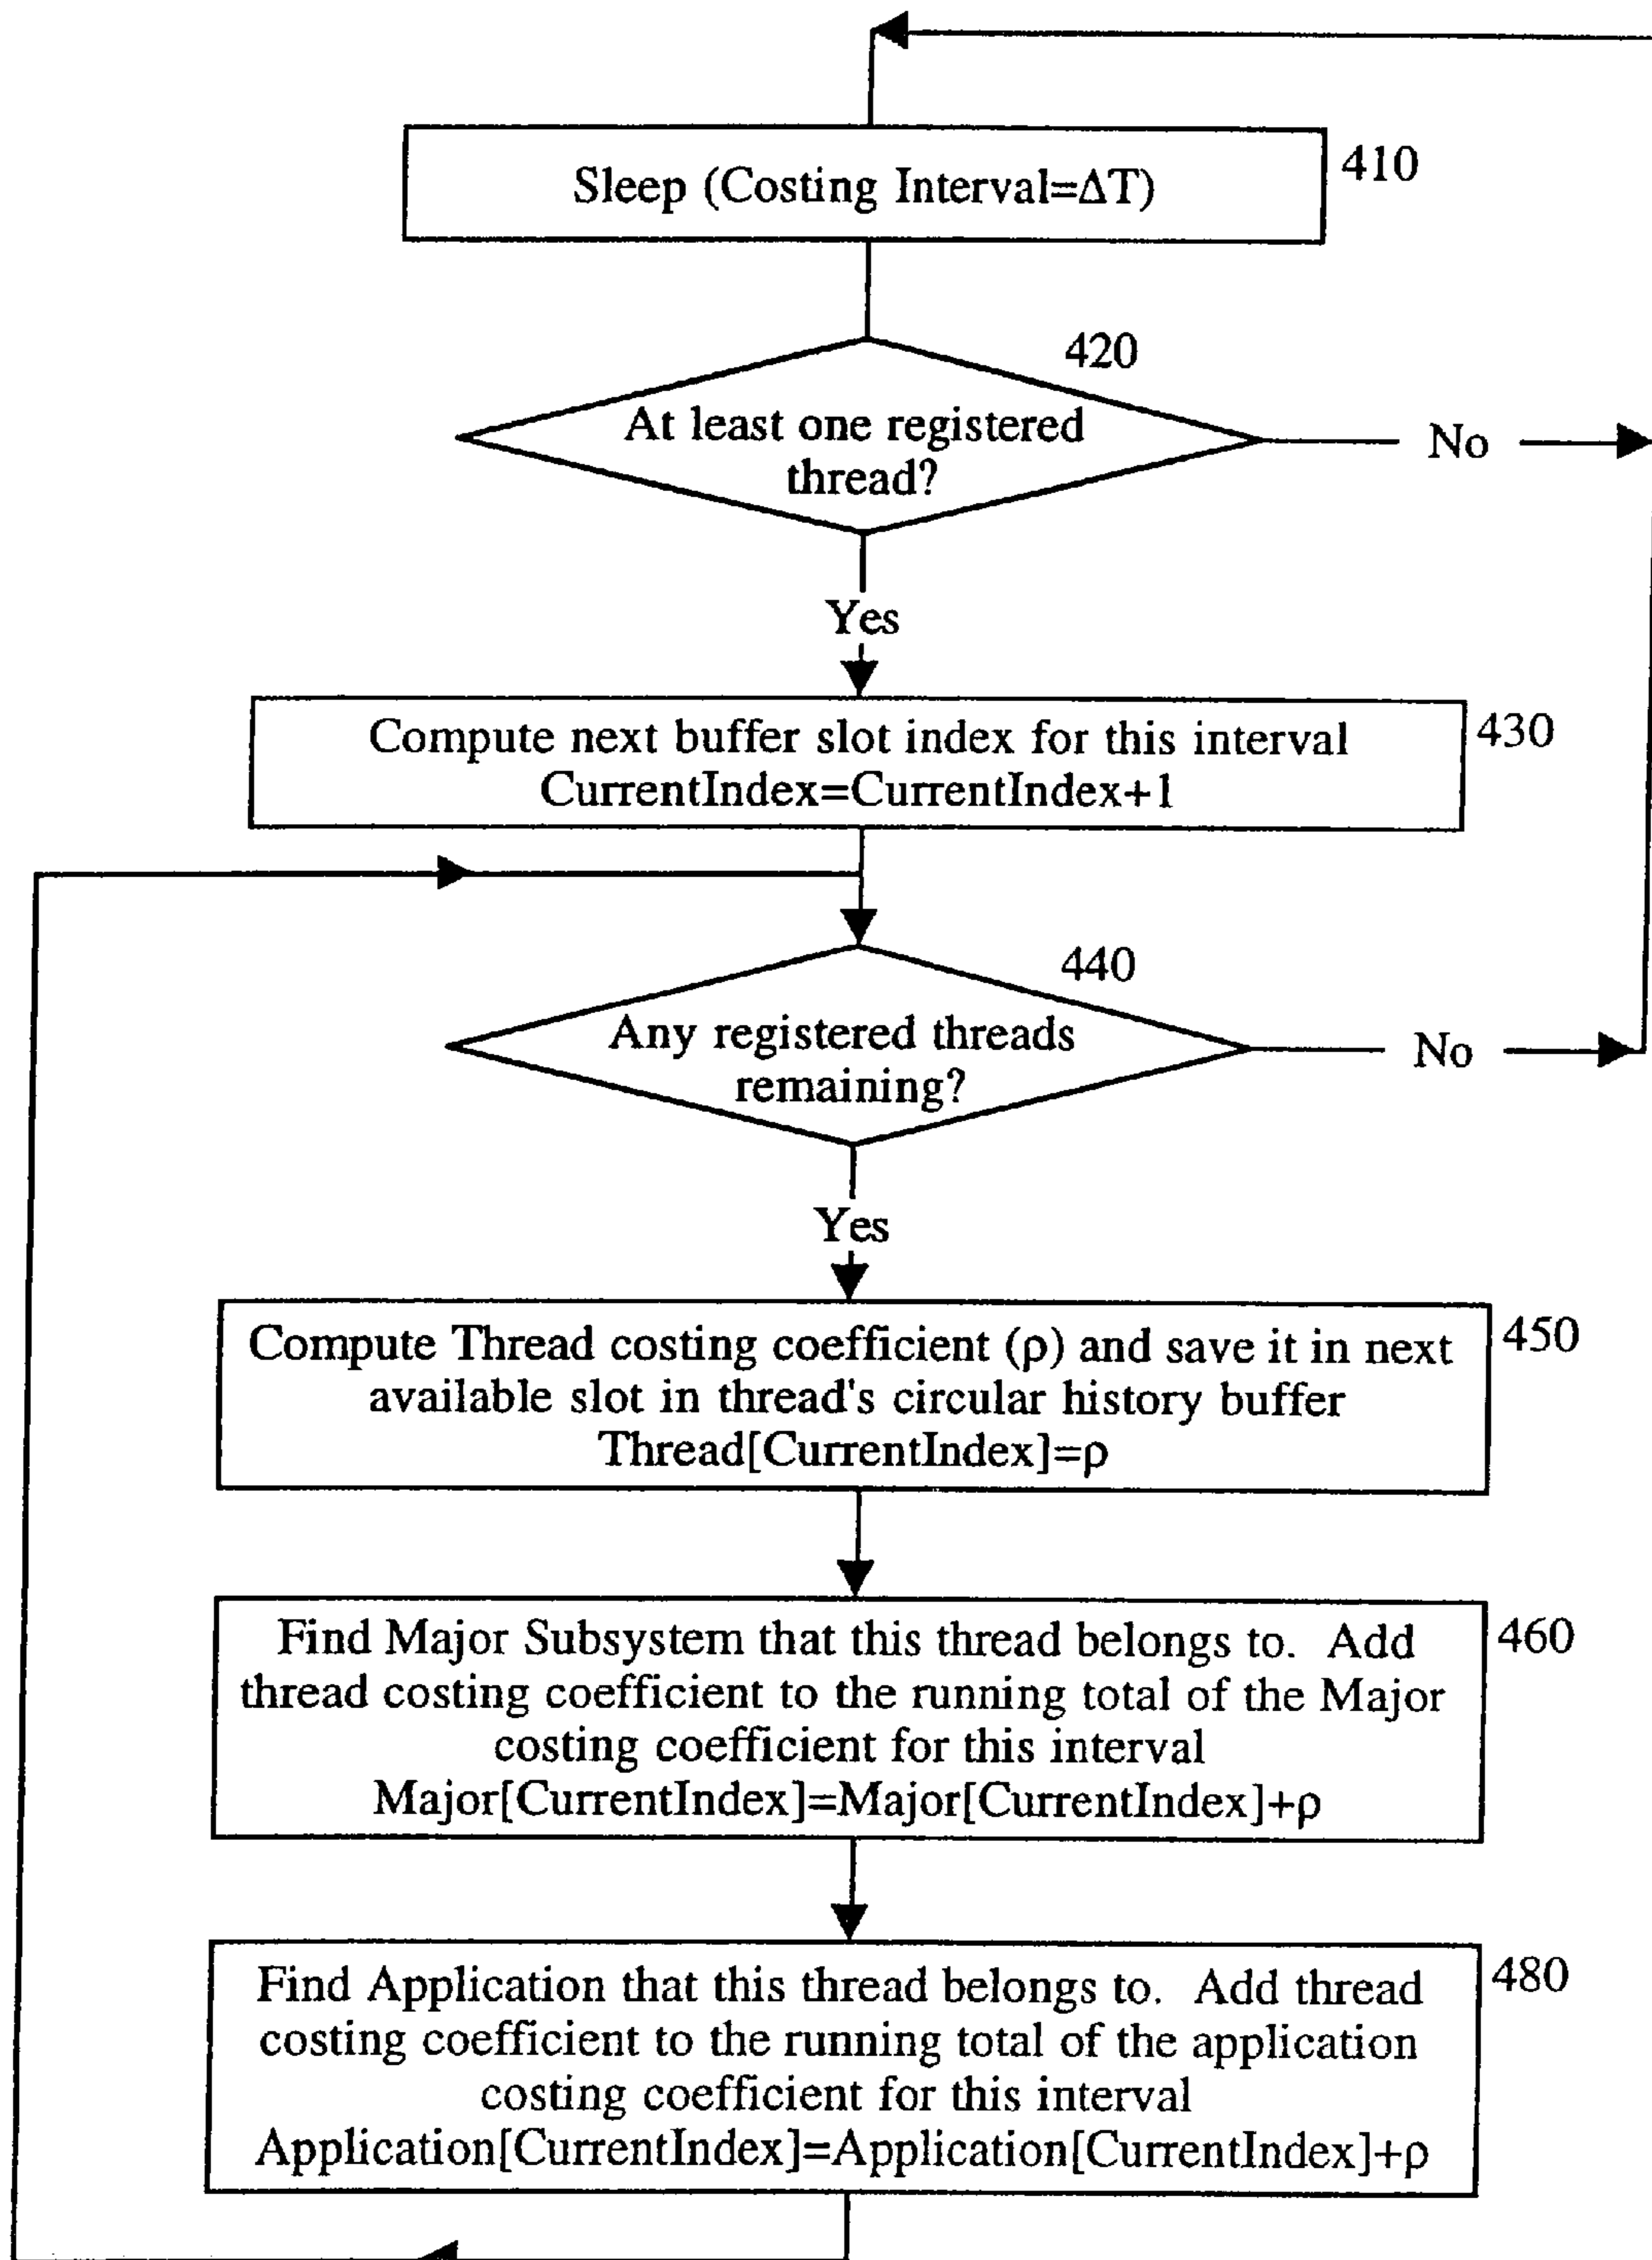 Sleep (Costing Interval=ΔT)
410
420
At least one registered
thread?
No
Yes
Compute next buffer slot index for this interval
CurrentIndex=CurrentIndex+1
430
440
Any registered threads
remaining?
No
Yes
Compute Thread costing coefficient (ρ) and save it in next
available slot in thread's circular history buffer
Thread[CurrentIndex]=ρ
450
Find Major Subsystem that this thread belongs to. Add
thread costing coefficient to the running total of the Major
costing coefficient for this interval
Major[CurrentIndex]=Major[CurrentIndex]+ρ
460
Find Application that this thread belongs to. Add thread
costing coefficient to the running total of the application
costing coefficient for this interval
Application[CurrentIndex]=Application[CurrentIndex]+ρ
480